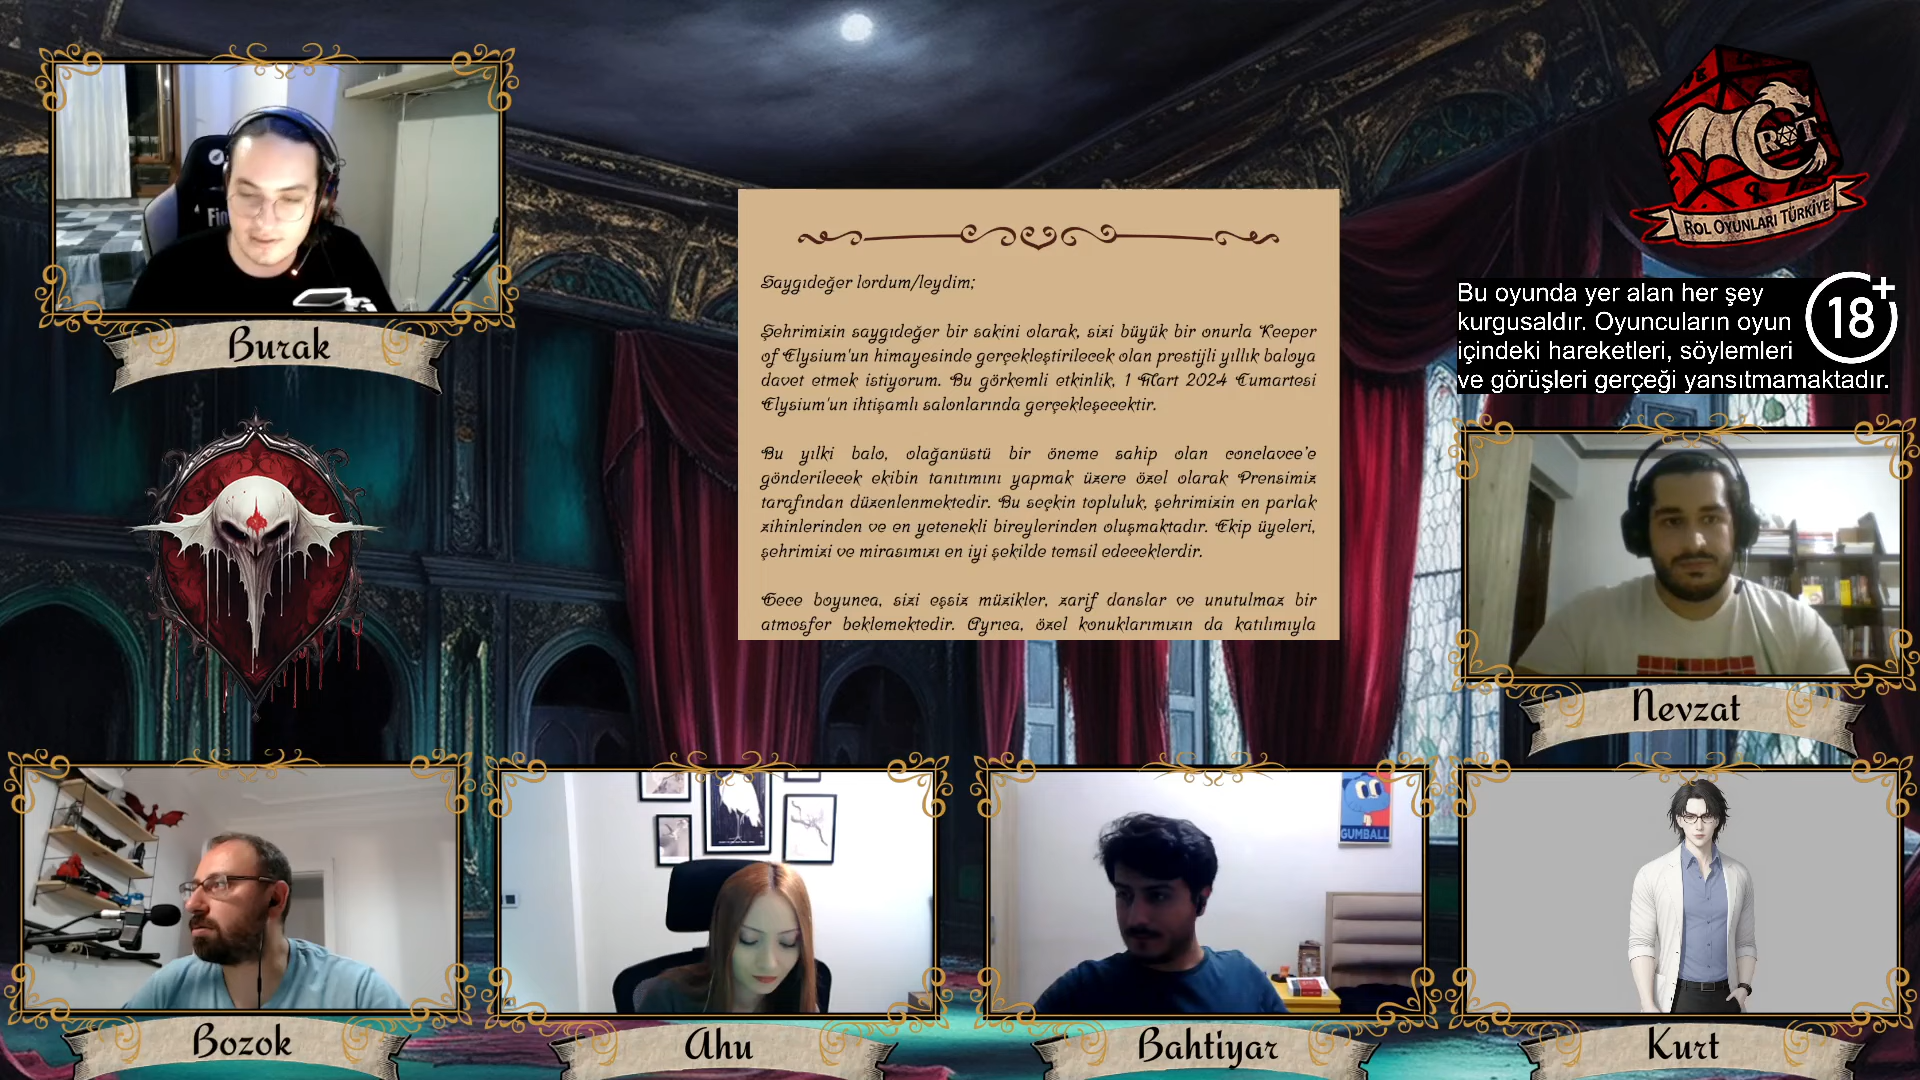 Burak
Saygıdeğer lordum/leydim;
Şehrimizin saygıdeğer bir sakini olarak, sizi büyük bir onurla Keeper
of Elysium'un himayesinde gerçekleştirilecek olan prestijli yıllık baloya
davet etmek istiyorum. Bu görkemli etkinlik, 1 Mart 2024 Cumartesi
Elysium'un ihtişamlı salonlarında gerçekleşecektir.
Bu yılki balo, olağanüstü bir öneme sahip olan conclavce'e
gönderilecek ekibin tanıtımını yapmak üzere özel olarak Prensimiz
tarafından düzenlenmektedir. Bu seçkin topluluk, şehrimizin en parlak
zihinlerinden ve en yetenekli bireylerinden oluşmaktadır. Ekip üyeleri,
şehrimizi ve mirasımızı en iyi şekilde temsil edeceklerdir.
Gece boyunca, sizi eşsiz müzikler, zarif danslar ve unutulmaz bir
atmosfer beklemektedir. Ayrıca, özel konuklarımızın da katılımıyla
ROT
ROL OYUNLARI TÜRKİYE
Bu oyunda yer alan her şey
kurgusaldır. Oyuncuların oyun
içindeki hareketleri, söylemleri
ve görüşleri gerçeği yansıtmamaktadır.
18+
Nevzat
GUMBALL
Bozok
Ahu
Bahtiyar
Kurt